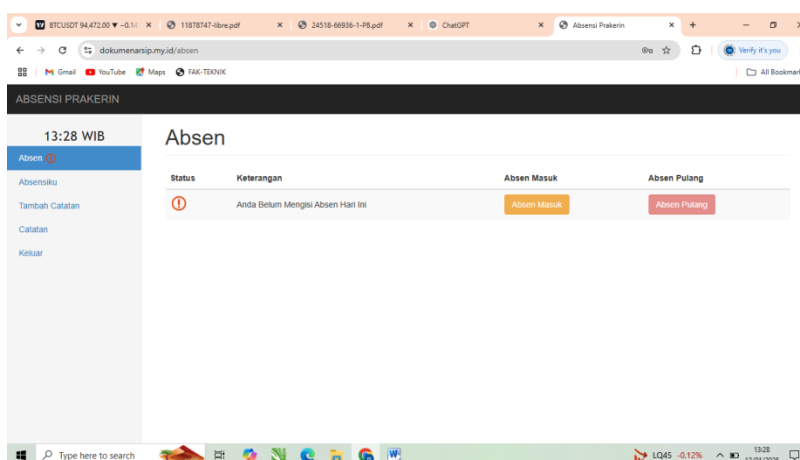 BTCUSDT 94,472.00 ▼ −0.14
11878747-libre.pdf
24518-66936-1-PB.pdf
ChatGPT
Absensi Prakerin
dokumenarsip.my.id/absen
Verify it's you
Gmail
YouTube
Maps
FAK-TEKNIK
All Bookmark
ABSENSI PRAKERIN
13:28 WIB
Absen
Absensiku
Tambah Catatan
Catatan
Keluar
Absen
Status Keterangan Absen Masuk Absen Pulang
Anda Belum Mengisi Absen Hari Ini Absen Masuk Absen Pulang
Type here to search
LQ45 -0.12%
13:28